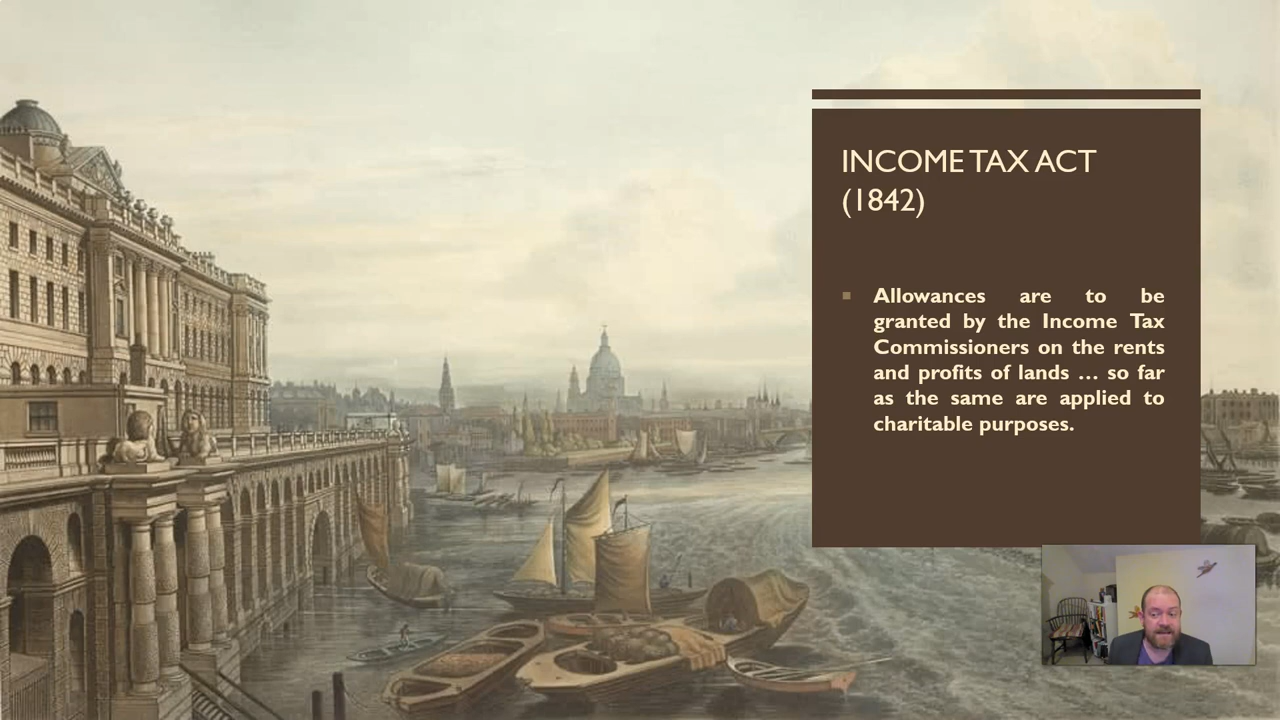 INCOME TAX ACT
(1842)
Allowances are to be
granted by the Income Tax
Commissioners on the rents
and profits of lands … so far
as the same are applied to
charitable purposes.